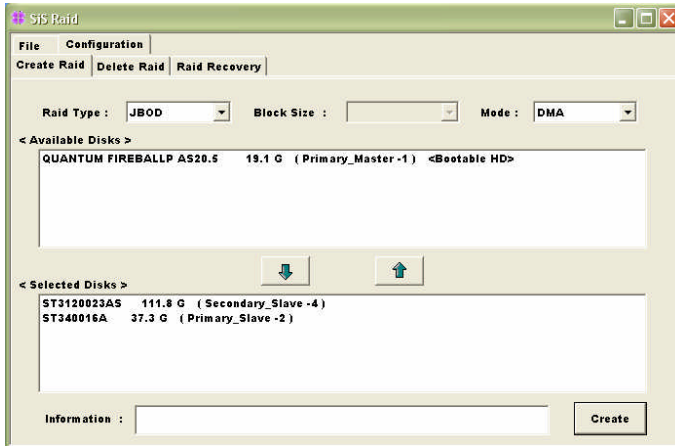 SiS Raid
File Configuration
Create Raid Delete Raid Raid Recovery
Raid Type : JBOD Block Size : Mode : DMA
< Available Disks >
QUANTUM FIREBALLP AS20.5 19.1 G ( Primary_Master -1 ) <Bootable HD>
< Selected Disks >
ST3120023AS 111.8 G ( Secondary_Slave -4 )
ST340016A 37.3 G ( Primary_Slave -2 )
Information : Create